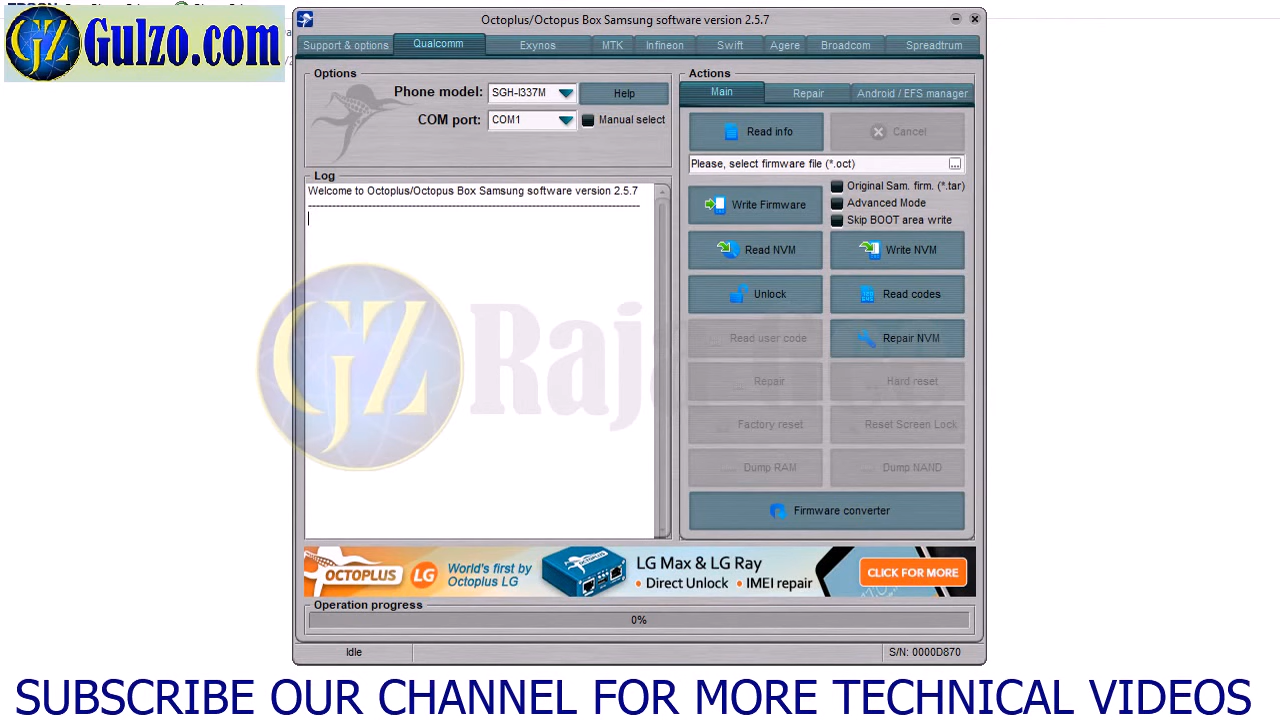 Gulzo.com
GZ
Octoplus/Octopus Box Samsung software version 2.5.7
Support & options
Qualcomm
Exynos
MTK
Infineon
Swift
Agere
Broadcom
Spreadtrum
Options
Phone model:
SGH-I337M
Help
COM port:
COM1
Manual select
Log
Welcome to Octoplus/Octopus Box Samsung software version 2.5.7
Actions
Main
Repair
Android / EFS manager
Read info
Cancel
Please, select firmware file (*.oct)
...
Write Firmware
Original Sam. firm. (*.tar)
Advanced Mode
Skip BOOT area write
Read NVM
Write NVM
Unlock
Read codes
Read user code
Repair NVM
Repair
Hard reset
Factory reset
Reset Screen Lock
Dump RAM
Dump NAND
Firmware converter
GZ
OCTOPLUS
LG
World's first by
Octoplus LG
OCTOPLUS
LG Max & LG Ray
• Direct Unlock • IMEI repair
CLICK FOR MORE
Operation progress
0%
Idle
S/N: 0000D870
SUBSCRIBE OUR CHANNEL FOR MORE TECHNICAL VIDEOS